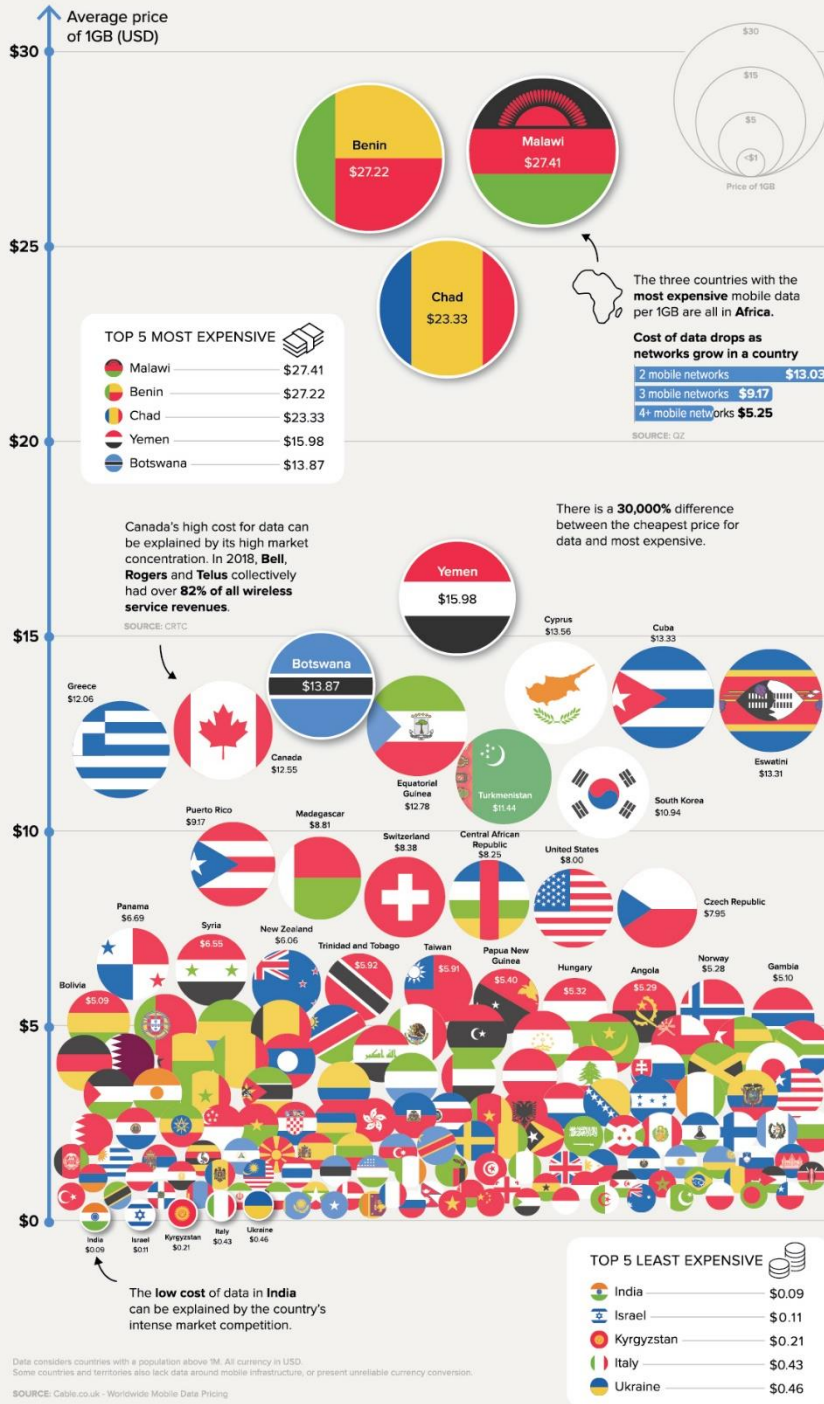 Average price
of 1GB (USD)
$30
$30
$15
$5
<$1
Price of 1GB
Benin
$27.22
Malawi
$27.41
$25
Chad
$23.33
The three countries with the
most expensive mobile data
per 1GB are all in Africa.
Cost of data drops as
networks grow in a country
2 mobile networks $13.03
3 mobile networks $9.17
4+ mobile networks $5.25
SOURCE: QZ
TOP 5 MOST EXPENSIVE
Malawi $27.41
Benin $27.22
Chad $23.33
Yemen $15.98
Botswana $13.87
$20
Canada's high cost for data can
be explained by its high market
concentration. In 2018, Bell,
Rogers and Telus collectively
had over 82% of all wireless
service revenues.
SOURCE: CRTC
There is a 30,000% difference
between the cheapest price for
data and most expensive.
Yemen
$15.98
$15
Cyprus
$13.56
Cuba
$13.33
Botswana
$13.87
Greece
$12.06
Canada
$12.55
Equatorial
Guinea
$12.78
Turkmenistan
$11.44
South Korea
$10.94
Eswatini
$13.31
$10
Puerto Rico
$9.17
Madagascar
$8.81
Switzerland
$8.38
Central African
Republic
$8.25
United States
$8.00
Czech Republic
$7.95
Panama
$6.69
Syria
$6.55
New Zealand
$6.06
Trinidad and Tobago
$5.92
Taiwan
$5.91
Papua New
Guinea
$5.40
Hungary
$5.32
Angola
$5.29
Norway
$5.28
Gambia
$5.10
Bolivia
$5.09
$5
$0
India
$0.09
Israel
$0.11
Kyrgyzstan
$0.21
Italy
$0.43
Ukraine
$0.46
The low cost of data in India
can be explained by the country's
intense market competition.
TOP 5 LEAST EXPENSIVE
India $0.09
Israel $0.11
Kyrgyzstan $0.21
Italy $0.43
Ukraine $0.46
Date considers countries with a population above 1M. All currency in USD.
Some countries and territories also lack data around mobile infrastructure, or present unreliable currency conversion.
SOURCE: Cable.co.uk - Worldwide Mobile Data Pricing